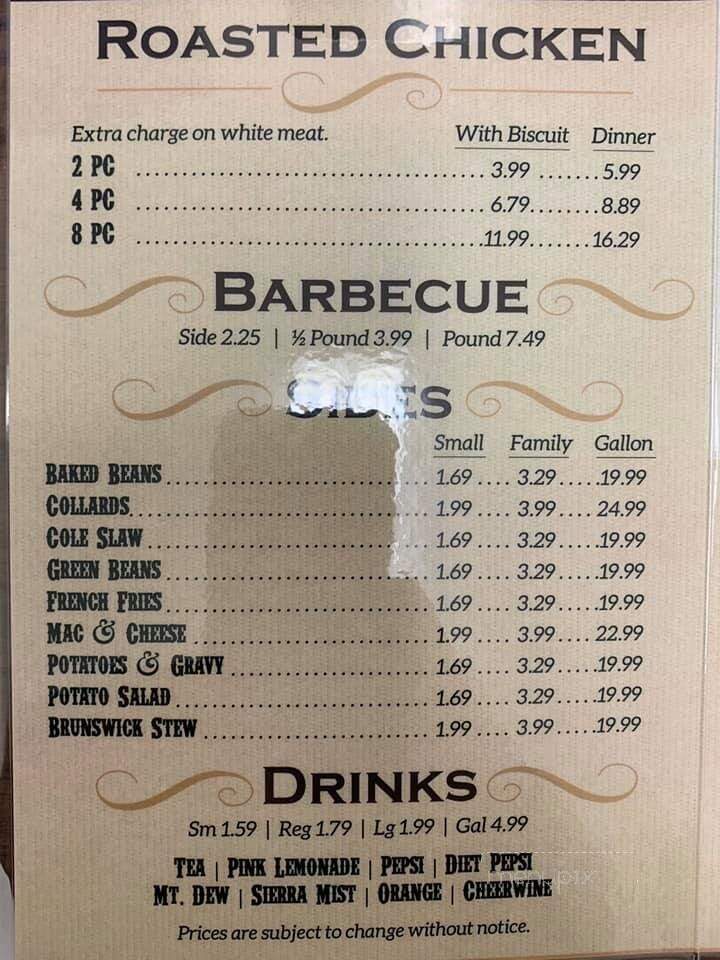 ROASTED CHICKEN
Extra charge on white meat. With Biscuit Dinner
2 PC ........ 3.99 ....... 5.99
4 PC ........ 6.79........8.89
8 PC ........11.99.......16.29
BARBECUE
Side 2.25 | ½ Pound 3.99 | Pound 7.49
SIDES
Small Family Gallon
BAKED BEANS........ 1.69 .... 3.29 .....19.99
COLLARDS........ 1.99 .... 3.99 .... 24.99
COLE SLAW........ 1.69 .... 3.29 .....19.99
GREEN BEANS........ 1.69 .... 3.29 .....19.99
FRENCH FRIES........ 1.69 .... 3.29 .....19.99
MAC & CHEESE ........ 1.99 .... 3.99 .... 22.99
POTATOES & GRAVY ........ 1.69 .... 3.29 .....19.99
POTATO SALAD........ 1.69 .... 3.29 .....19.99
BRUNSWICK STEW ........ 1.99 .... 3.99 .....19.99
DRINKS
Sm 1.59 | Reg 1.79 | Lg 1.99 | Gal 4.99
TEA | PINK LEMONADE | PEPSI | DIET PEPSI
MT. DEW | SIERRA MIST | ORANGE | CHEERWINE
Prices are subject to change without notice.